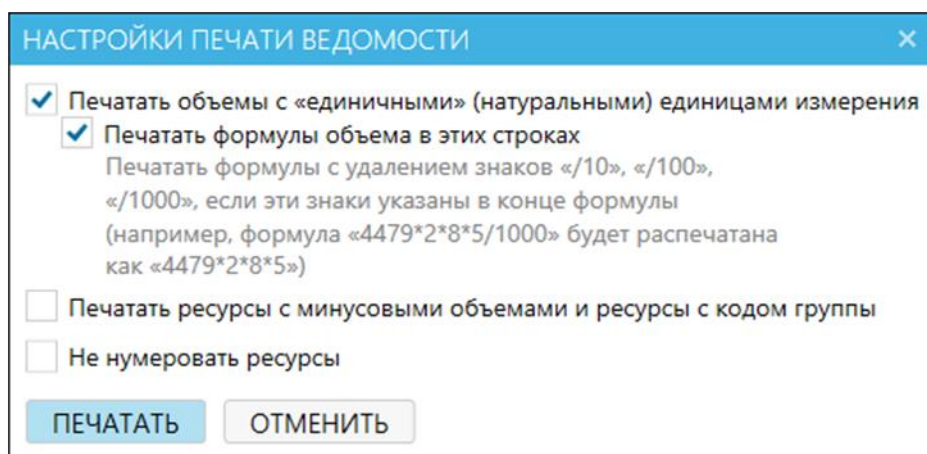 НАСТРОЙКИ ПЕЧАТИ ВЕДОМОСТИ
Печатать объемы с «единичными» (натуральными) единицами измерения
Печатать формулы объема в этих строках
Печатать формулы с удалением знаков «/10», «/100»,
«/1000», если эти знаки указаны в конце формулы
(например, формула «4479*2*8*5/1000» будет распечатана
как «4479*2*8*5»)
Печатать ресурсы с минусовыми объемами и ресурсы с кодом группы
Не нумеровать ресурсы
ПЕЧАТАТЬ ОТМЕНИТЬ